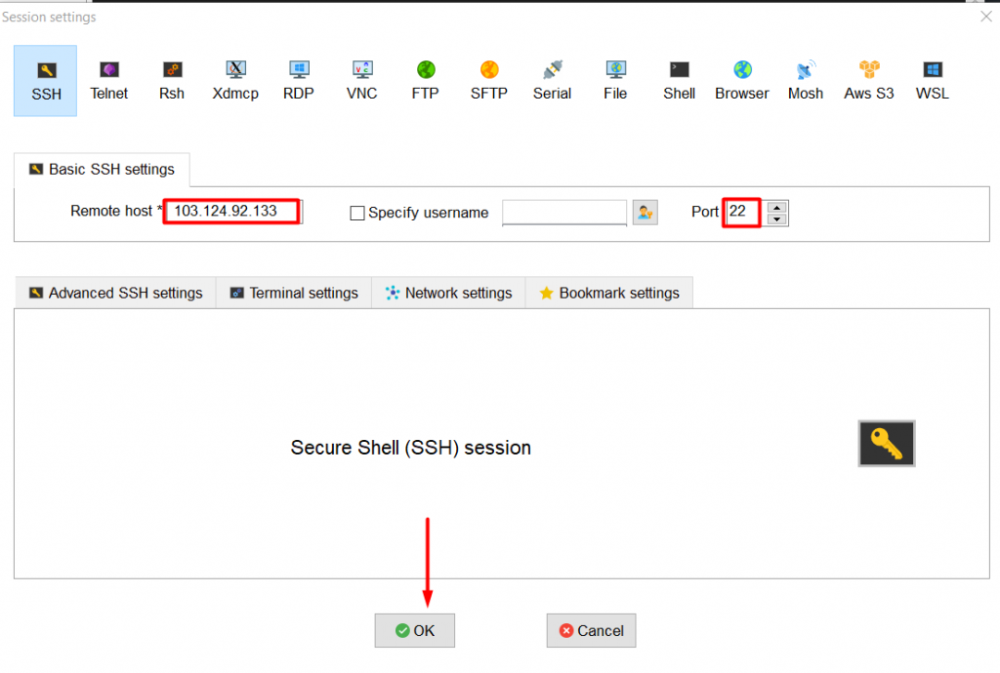 Session settings
SSH Telnet Rsh Xdmcp RDP VNC FTP SFTP Serial File Shell Browser Mosh Aws S3 WSL
Basic SSH settings
Remote host * 103.124.92.133 Specify username Port 22
Advanced SSH settings Terminal settings Network settings Bookmark settings
Secure Shell (SSH) session
OK Cancel